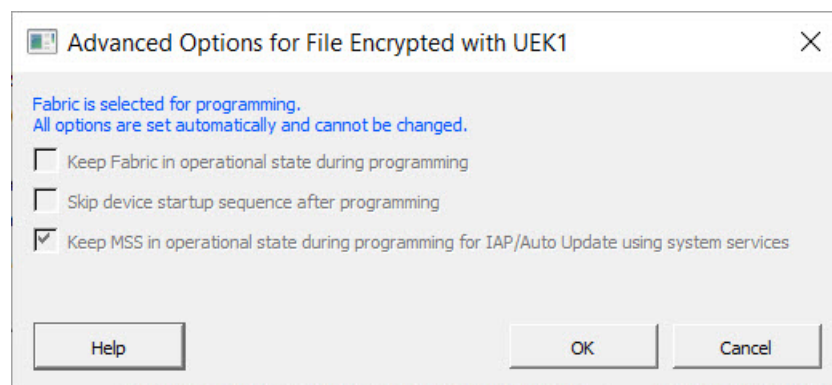 Advanced Options for File Encrypted with UEK1
Fabric is selected for programming.
All options are set automatically and cannot be changed.
Keep Fabric in operational state during programming
Skip device startup sequence after programming
Keep MSS in operational state during programming for IAP/Auto Update using system services
Help
OK
Cancel